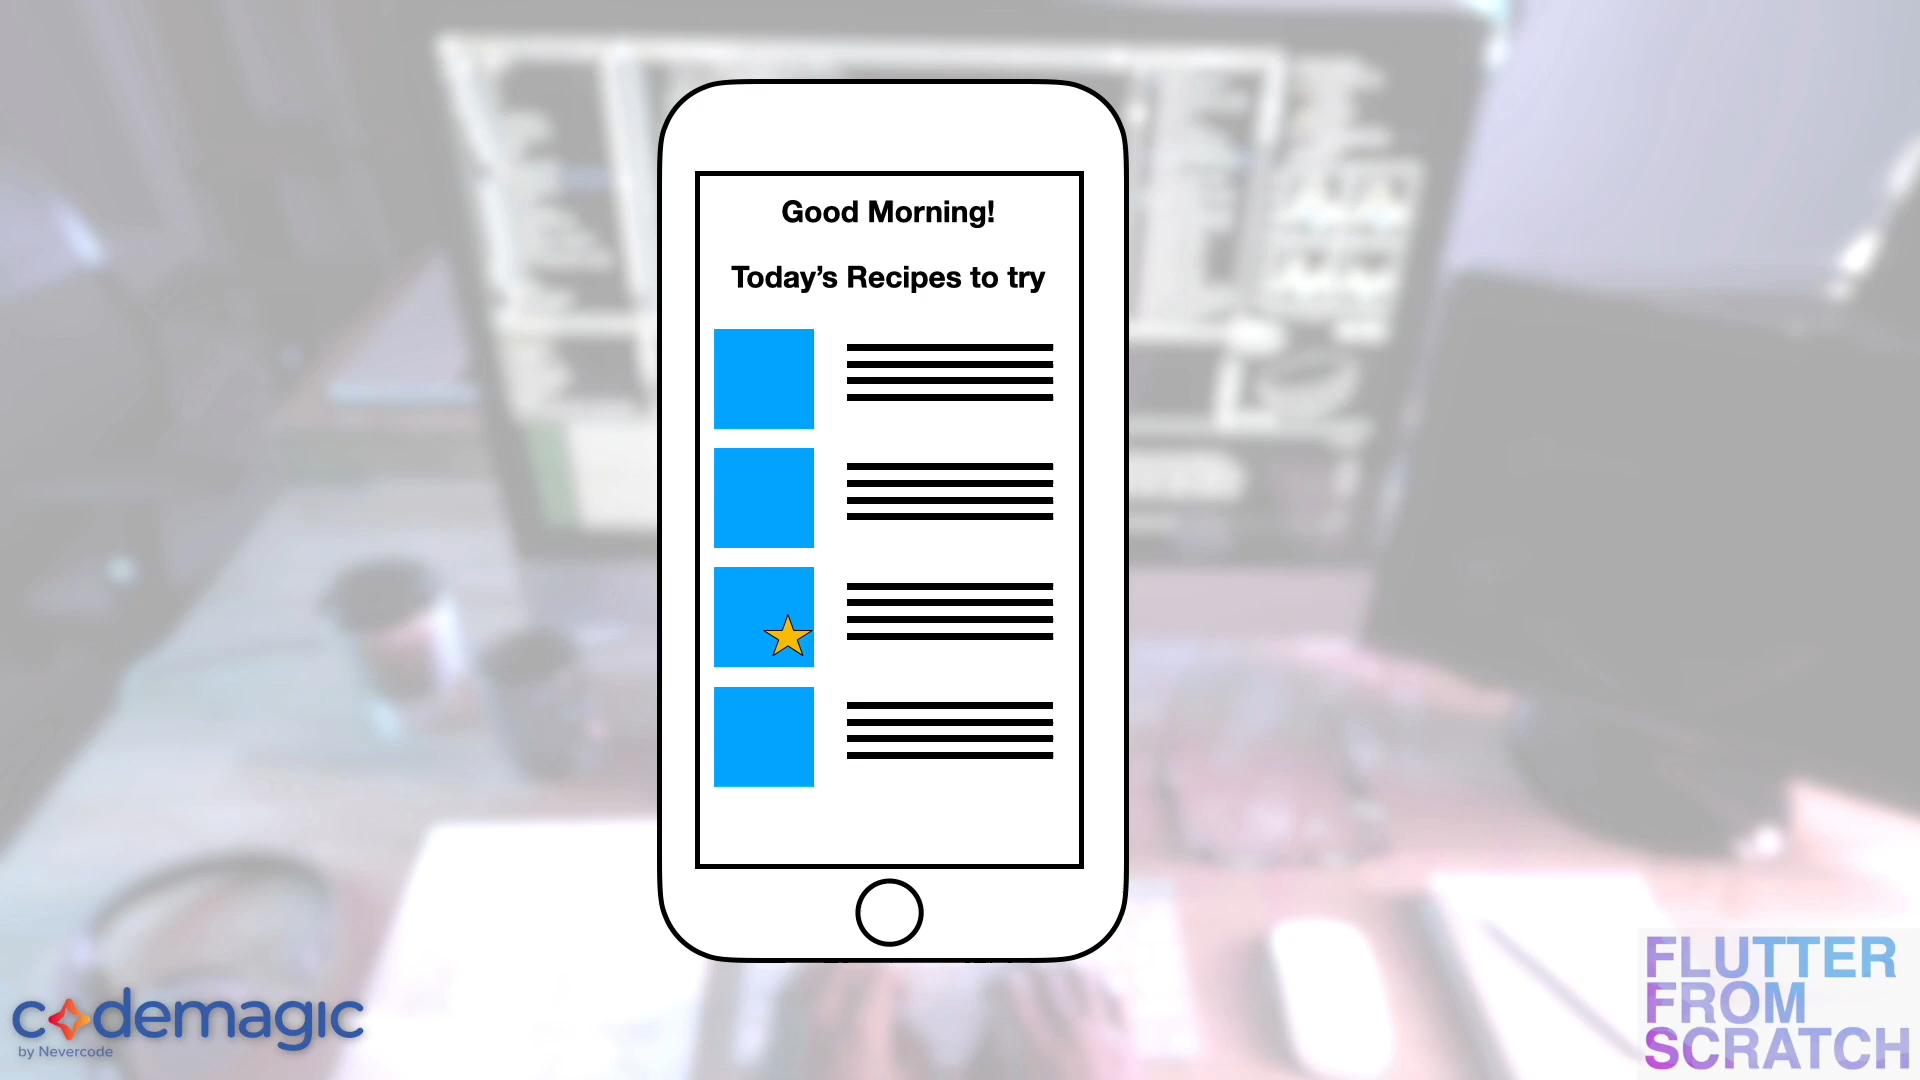 Good Morning!
Today’s Recipes to try
codemagic
by Nevercode
FLUTTER
FROM
SCRATCH